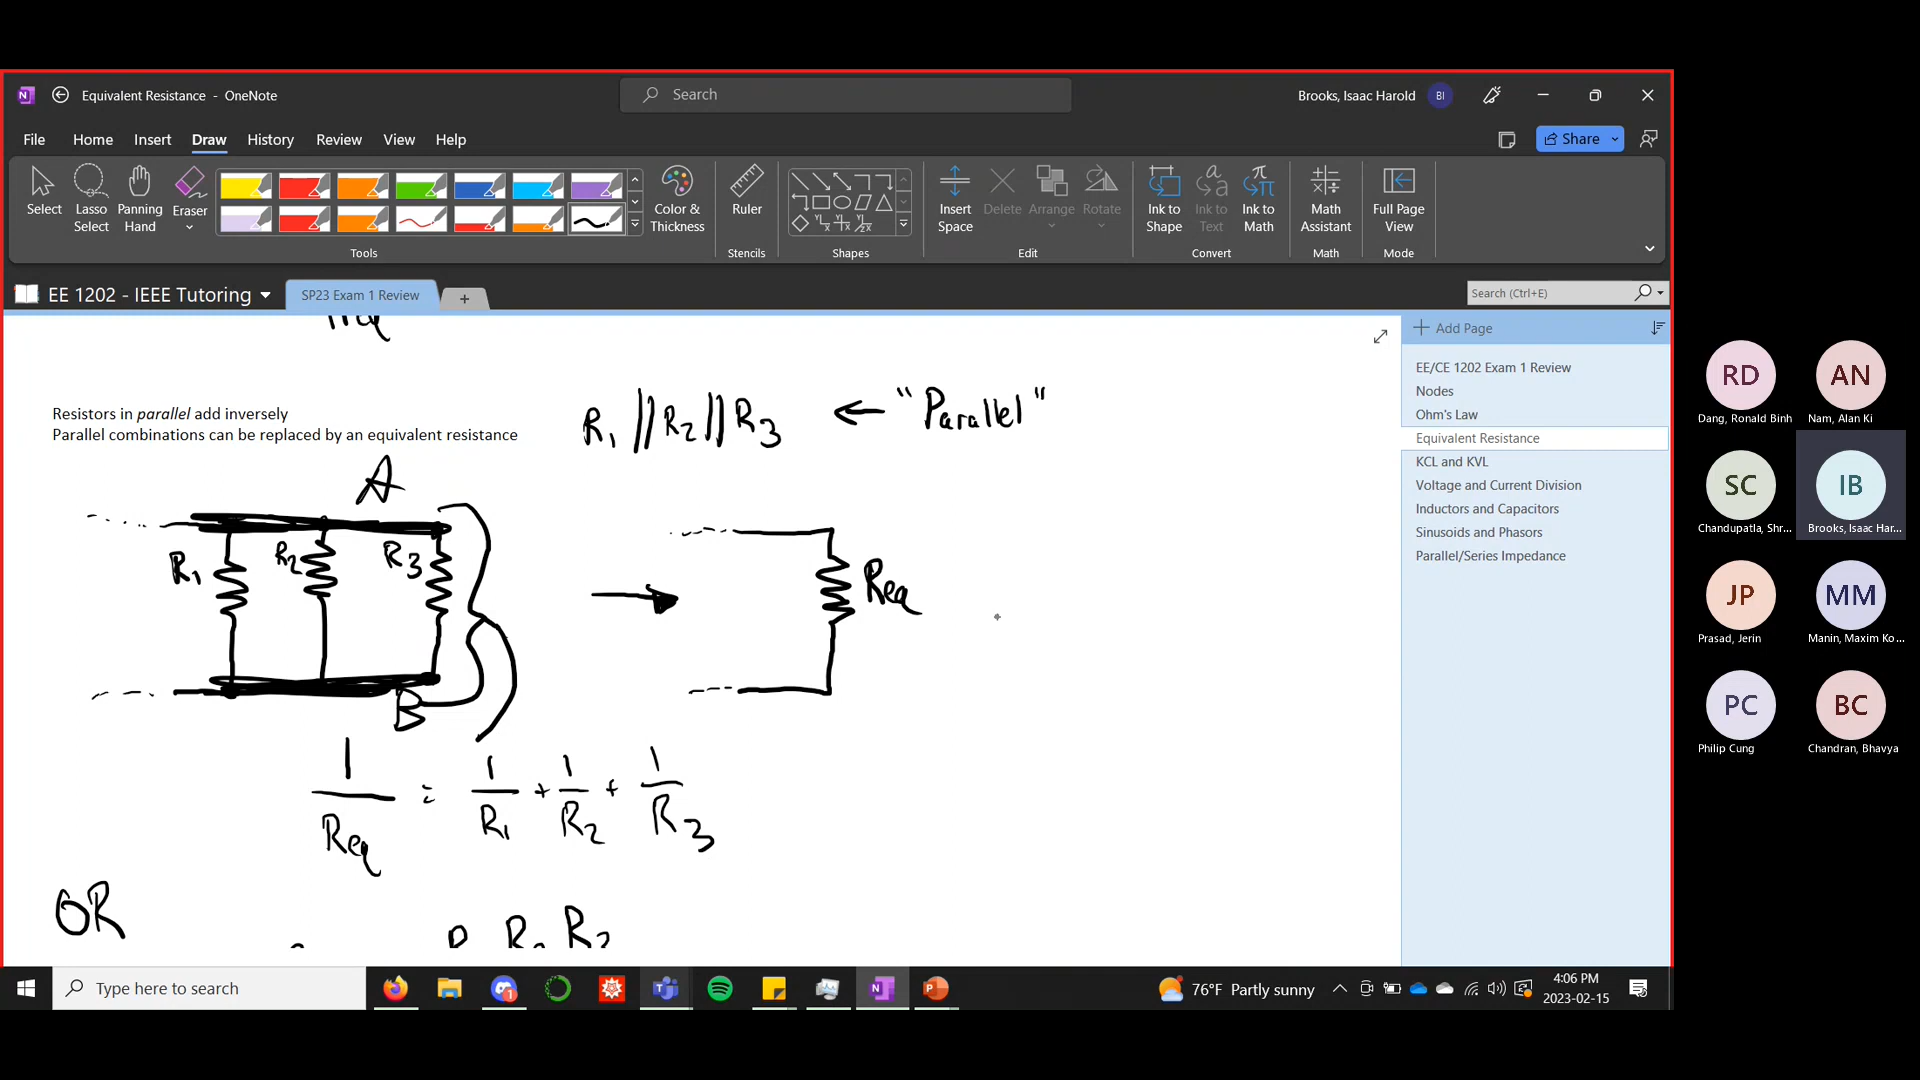 Equivalent Resistance - OneNote
Search
Brooks, Isaac Harold
BI
File Home Insert Draw History Review View Help
Share
Select
Lasso Select
Panning Hand
Eraser
Color & Thickness
Ruler
Insert Space
Delete
Arrange
Rotate
Ink to Shape
Ink to Text
Ink to Math
Math Assistant
Full Page View
Tools
Stencils
Shapes
Edit
Convert
Math
Mode
EE 1202 - IEEE Tutoring
SP23 Exam 1 Review
+
Search (Ctrl+E)
Add Page
EE/CE 1202 Exam 1 Review
Nodes
Ohm's Law
Equivalent Resistance
KCL and KVL
Voltage and Current Division
Inductors and Capacitors
Sinusoids and Phasors
Parallel/Series Impedance
Resistors in parallel add inversely
Parallel combinations can be replaced by an equivalent resistance
R1 || R2 || R3 ← "Parallel"
A
R1 R2 R3
Req
B
1/Req = 1/R1 + 1/R2 + 1/R3
OR
RD
Dang, Ronald Binh
AN
Nam, Alan Ki
SC
Chandupatla, Shr...
IB
Brooks, Isaac Har...
JP
Prasad, Jerin
MM
Manin, Maxim Ko...
PC
Philip Cung
BC
Chandran, Bhavya
Type here to search
76°F Partly sunny
4:06 PM
2023-02-15